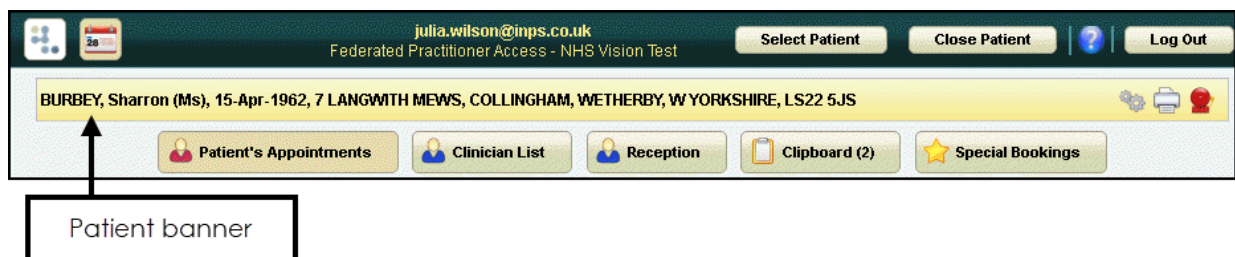 julia.wilson@inps.co.uk
Federated Practitioner Access - NHS Vision Test
Select Patient
Close Patient
?
Log Out
28
BURBEY, Sharron (Ms), 15-Apr-1962, 7 LANGWITH MEWS, COLLINGHAM, WETHERBY, W YORKSHIRE, LS22 5JS
Patient's Appointments
Clinician List
Reception
Clipboard (2)
Special Bookings
Patient banner